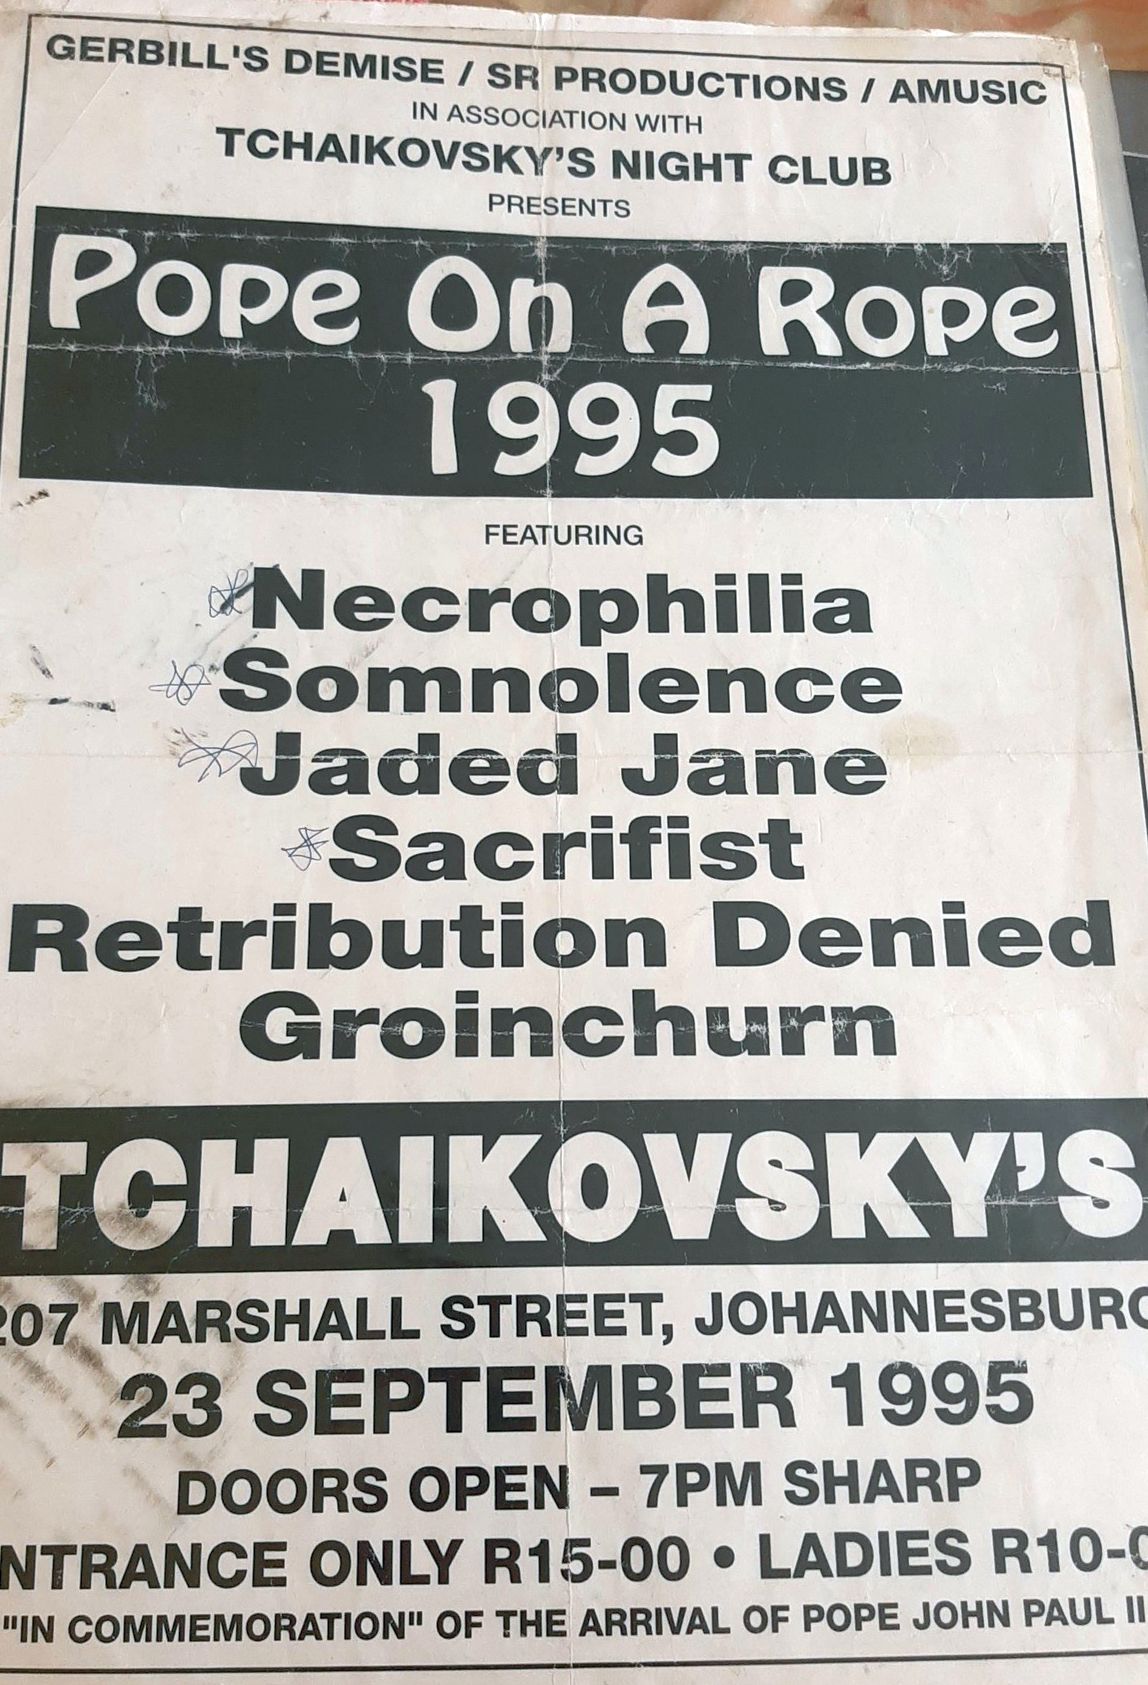 GERBILL'S DEMISE / SR PRODUCTIONS / AMUSIC
IN ASSOCIATION WITH
TCHAIKOVSKY'S NIGHT CLUB
PRESENTS
Pope On A Rope
1995
FEATURING
Necrophilia
Somnolence
Jaded Jane
Sacrifist
Retribution Denied
Groinchurn
TCHAIKOVSKY'S
207 MARSHALL STREET, JOHANNESBURG
23 SEPTEMBER 1995
DOORS OPEN – 7PM SHARP
NTRANCE ONLY R15-00 • LADIES R10-0
"IN COMMEMORATION" OF THE ARRIVAL OF POPE JOHN PAUL II